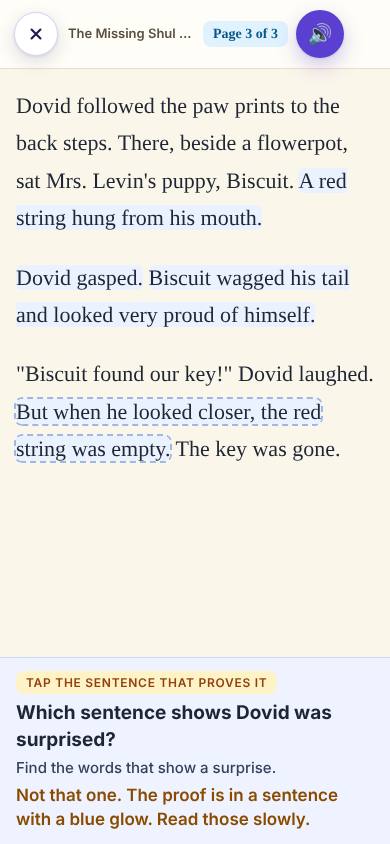 The Missing Shul ...
Page 3 of 3
Dovid followed the paw prints to the
back steps. There, beside a flowerpot,
sat Mrs. Levin's puppy, Biscuit. A red
string hung from his mouth.
Dovid gasped. Biscuit wagged his tail
and looked very proud of himself.
"Biscuit found our key!" Dovid laughed.
But when he looked closer, the red
string was empty. The key was gone.
TAP THE SENTENCE THAT PROVES IT
Which sentence shows Dovid was
surprised?
Find the words that show a surprise.
Not that one. The proof is in a sentence
with a blue glow. Read those slowly.